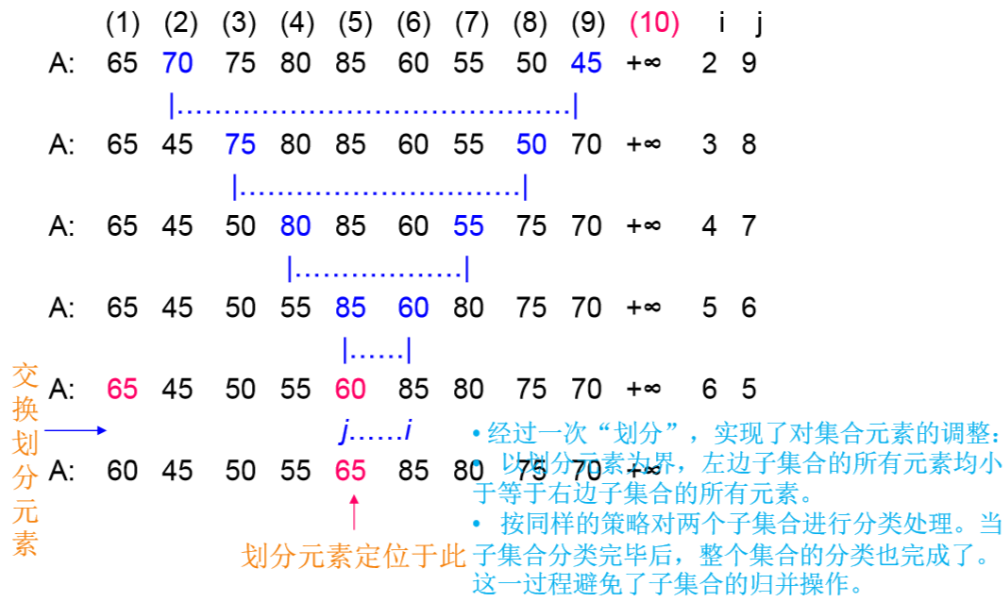 (1) (2) (3) (4) (5) (6) (7) (8) (9) (10) i j
A: 65 70 75 80 85 60 55 50 45 +∞ 2 9
|...........................................|
A: 65 45 75 80 85 60 55 50 70 +∞ 3 8
|..............................|
A: 65 45 50 80 85 60 55 75 70 +∞ 4 7
|..................|
A: 65 45 50 55 85 60 80 75 70 +∞ 5 6
|......|
A: 65 45 50 55 60 85 80 75 70 +∞ 6 5
j......i
A: 60 45 50 55 65 85 80 75 70 +∞
交换划分元素
划分元素定位于此
• 经过一次“划分”，实现了对集合元素的调整：
• 以划分元素为界，左边子集合的所有元素均小
于等于右边子集合的所有元素。
• 按同样的策略对两个子集合进行分类处理。当
子集合分类完毕后，整个集合的分类也完成了。
这一过程避免了子集合的归并操作。